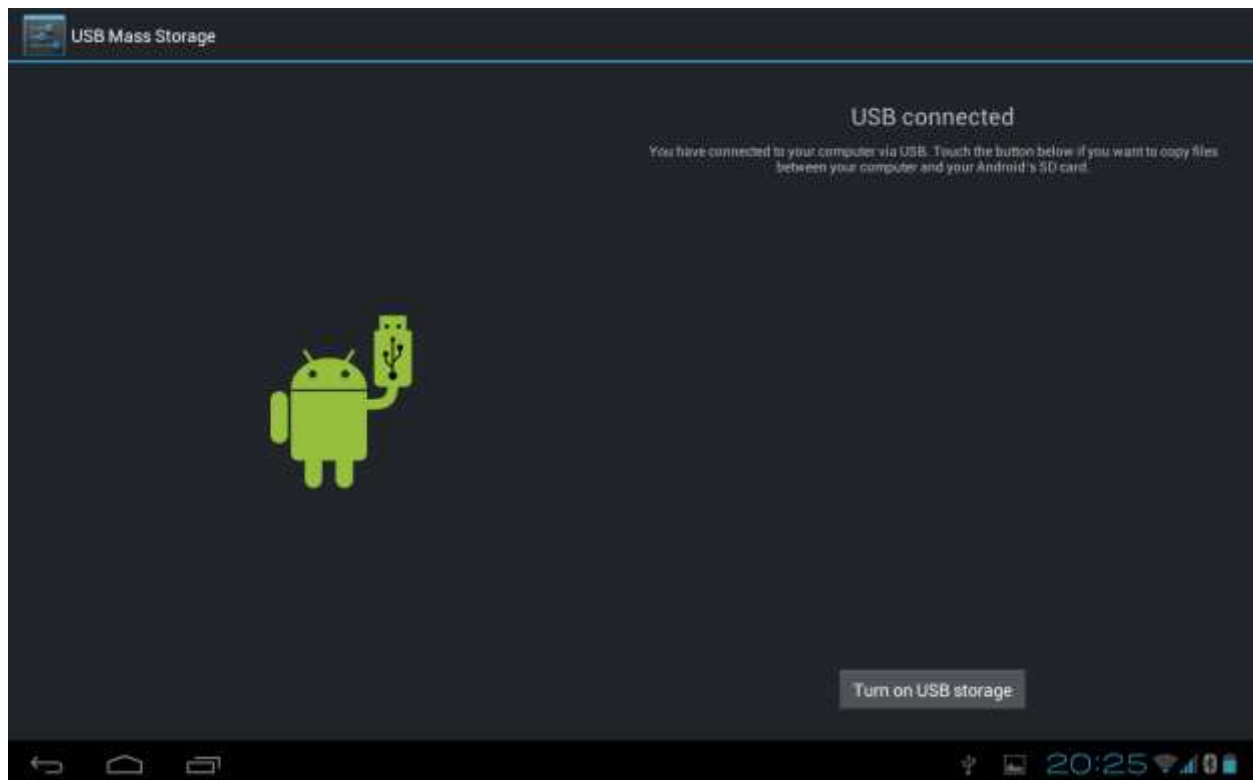 USB Mass Storage
USB connected
You have connected to your computer via USB. Touch the button below if you want to copy files
between your computer and your Android's SD card.
Turn on USB storage
20:25